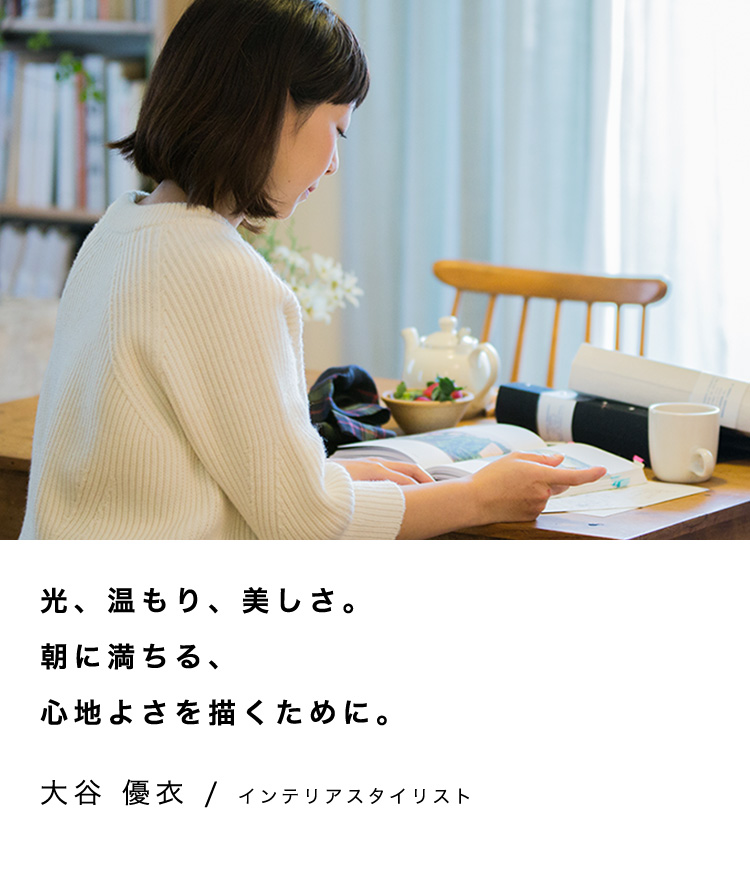 光、温もり、美しさ。
朝に満ちる、
心地よさを描くために。
大谷 優衣 / インテリアスタイリスト